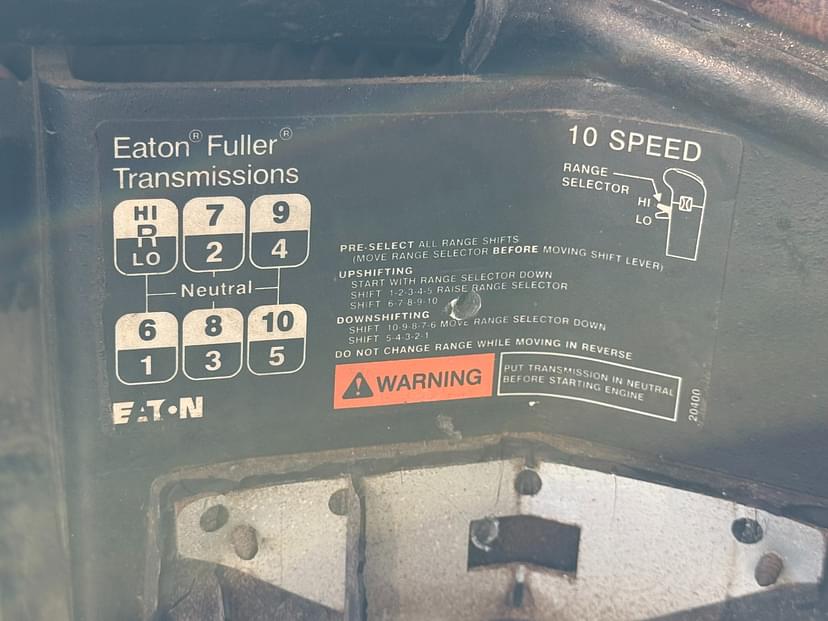 Eaton® Fuller®
Transmissions
10 SPEED
RANGE
SELECTOR
HI
LO
HI 7 9
R
LO 2 4
Neutral
6 8 10
1 3 5
EATON
PRE-SELECT ALL RANGE SHIFTS
(MOVE RANGE SELECTOR BEFORE MOVING SHIFT LEVER)
UPSHIFTING
START WITH RANGE SELECTOR DOWN
SHIFT 1-2-3-4-5 RAISE RANGE SELECTOR
SHIFT 6-7-8-9-10
DOWNSHIFTING
SHIFT 10-9-8-7-6 MOVE RANGE SELECTOR DOWN
SHIFT 5-4-3-2-1
DO NOT CHANGE RANGE WHILE MOVING IN REVERSE
WARNING
PUT TRANSMISSION IN NEUTRAL
BEFORE STARTING ENGINE
20400